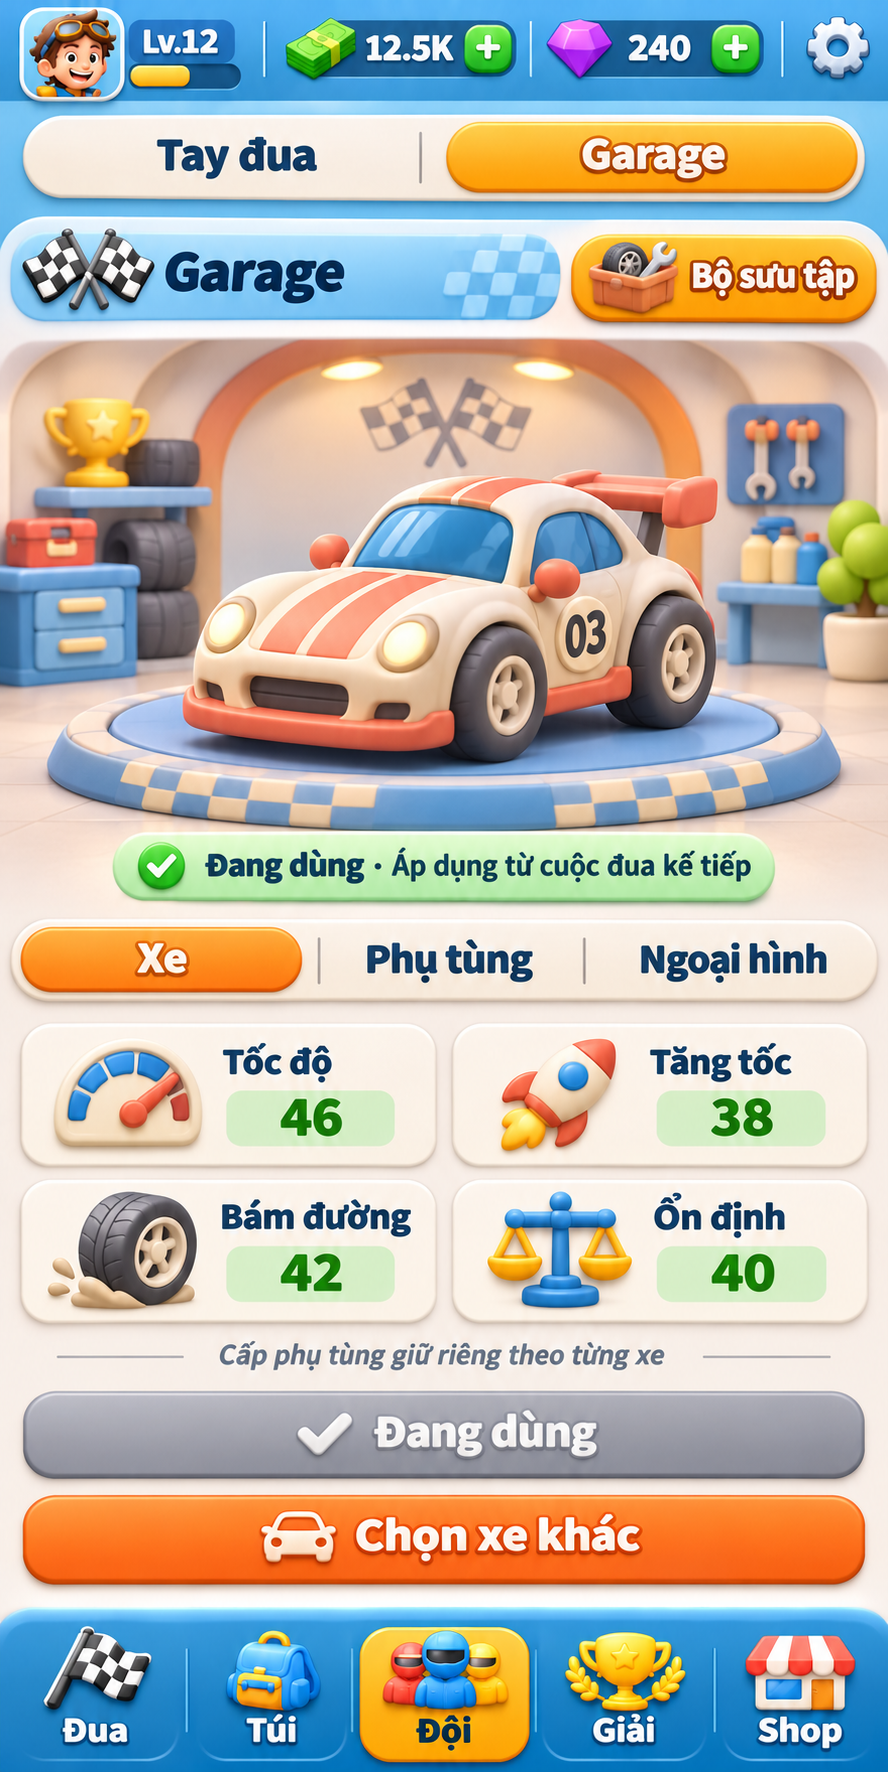 Lv.12
12.5K
240
Tay đua
Garage
Garage
Bộ sưu tập
03
Đang dùng • Áp dụng từ cuộc đua kế tiếp
Xe
Phụ tùng
Ngoại hình
Tốc độ
46
Tăng tốc
38
Bám đường
42
Ổn định
40
Cấp phụ tùng giữ riêng theo từng xe
Đang dùng
Chọn xe khác
Đua
Túi
Đội
Giải
Shop